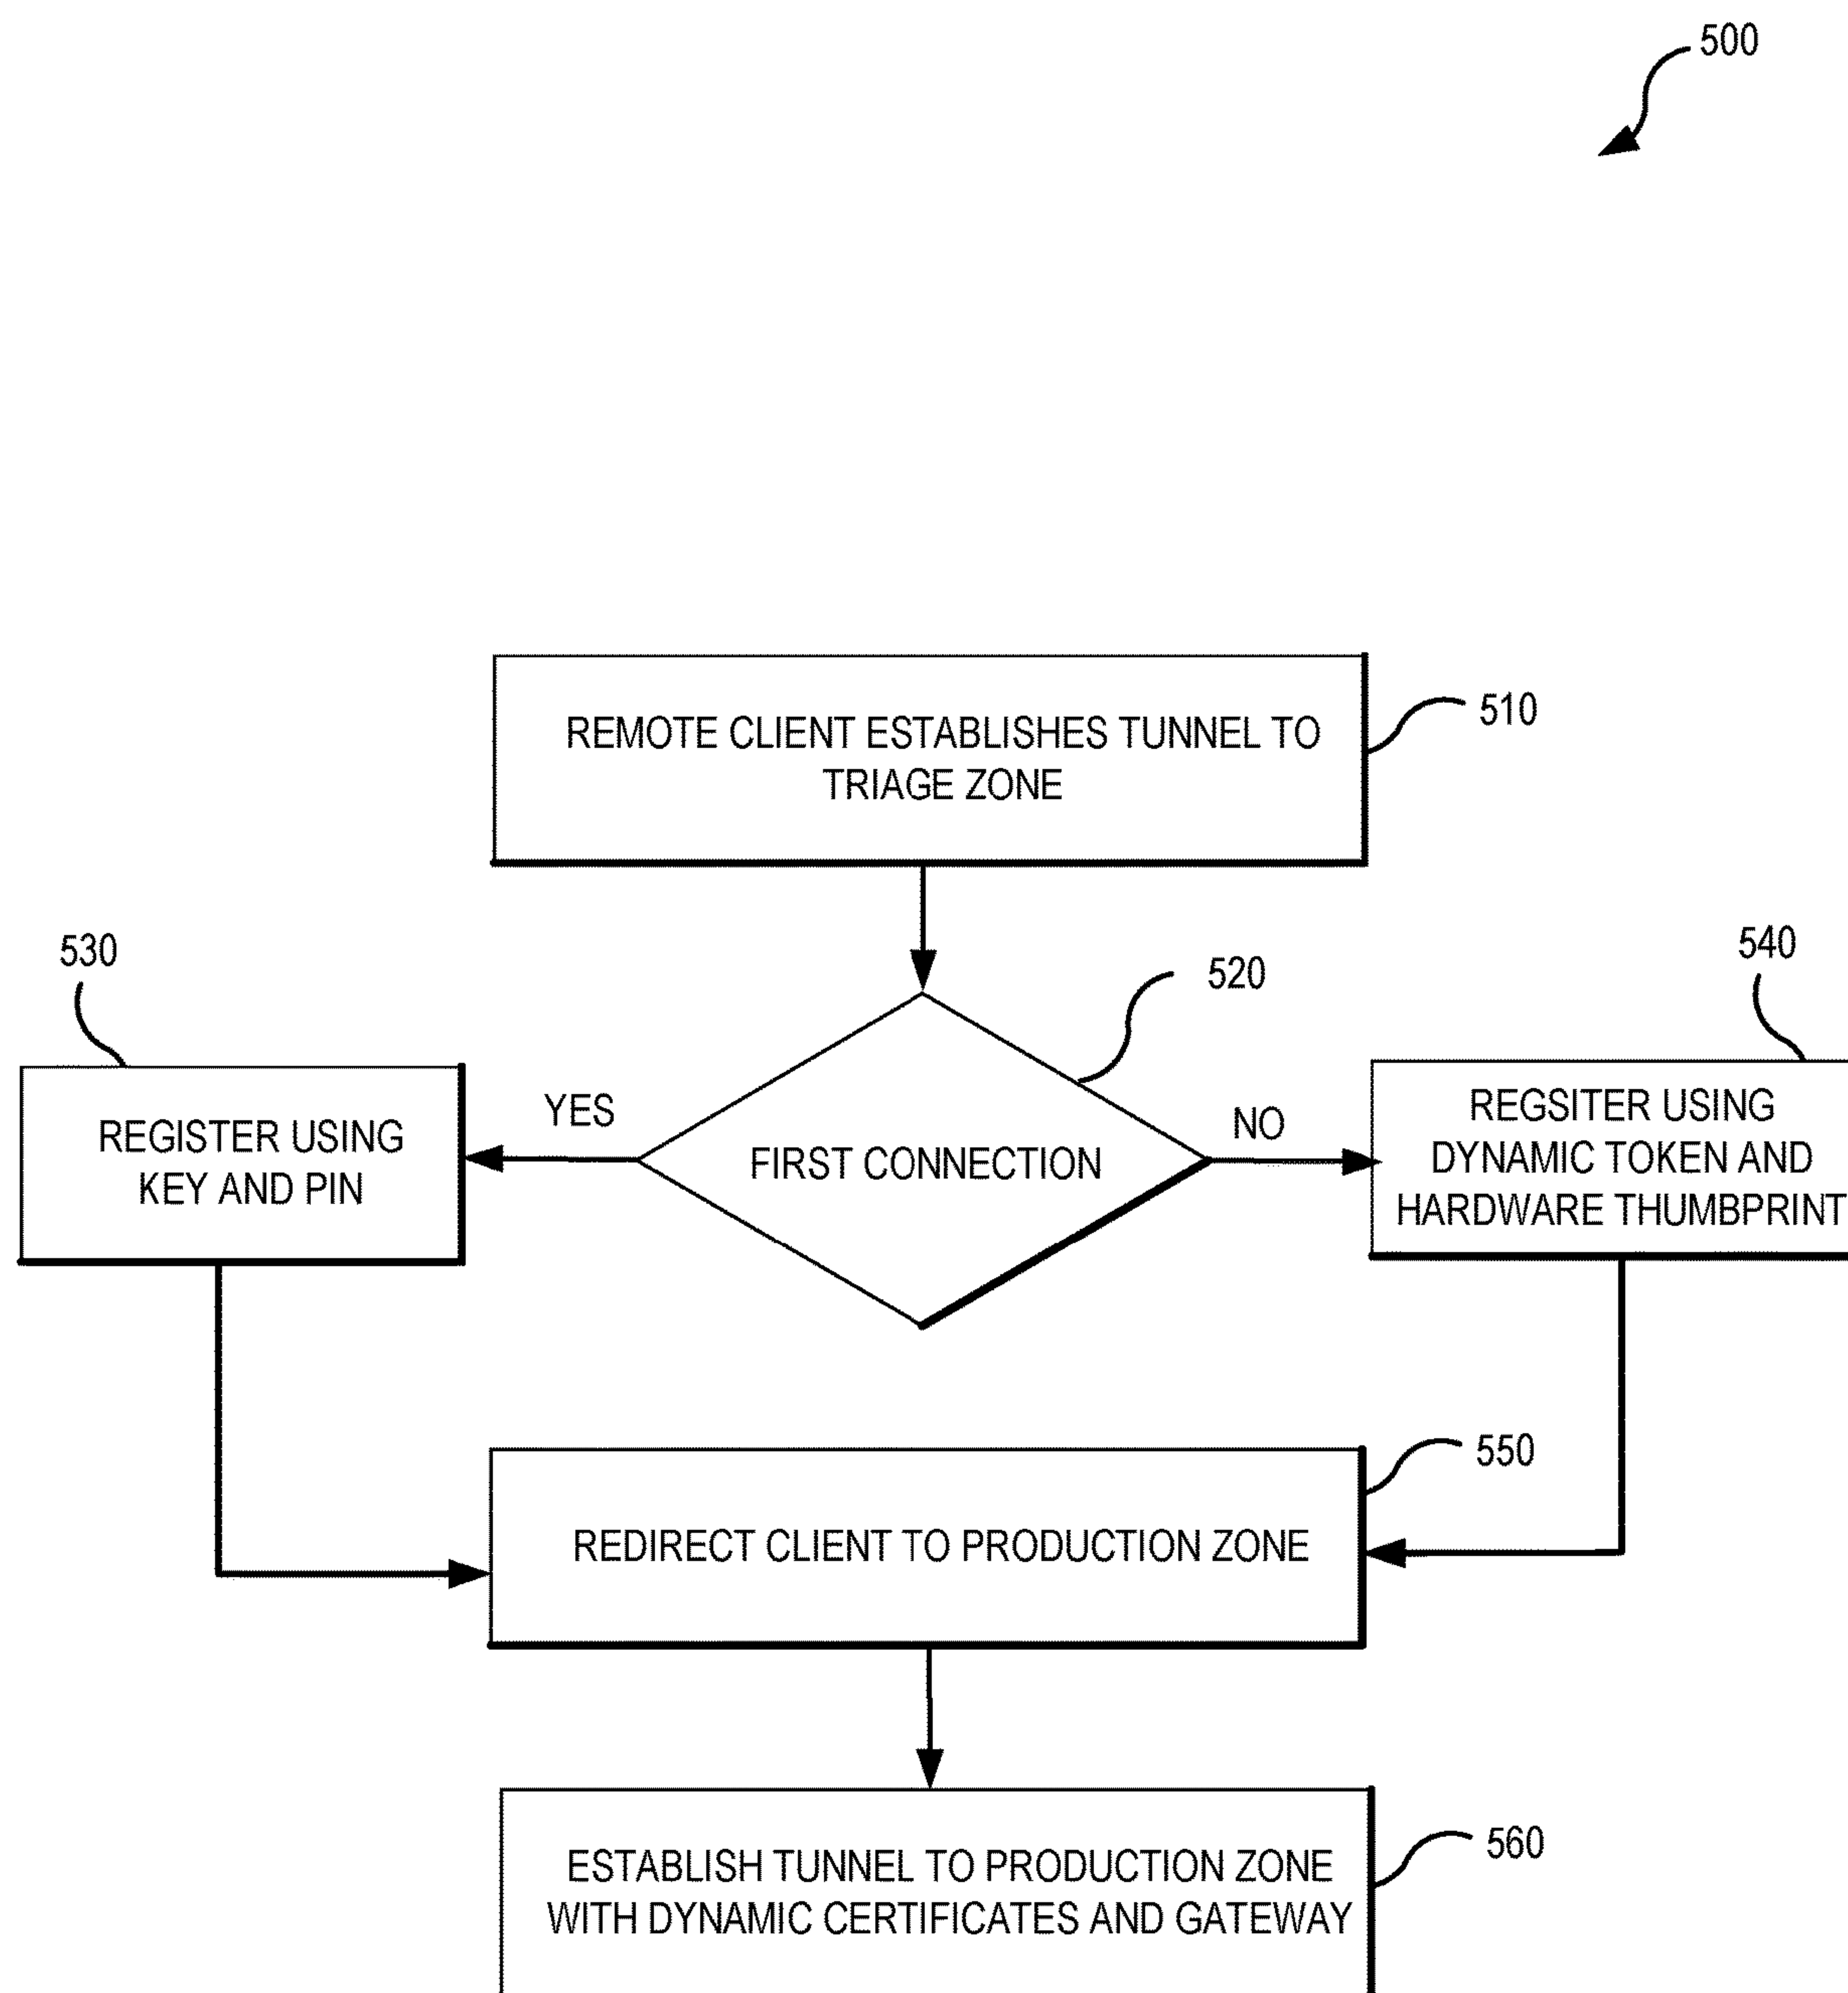 500
REMOTE CLIENT ESTABLISHES TUNNEL TO
TRIAGE ZONE
510
530
520
540
YES
NO
REGISTER USING
KEY AND PIN
FIRST CONNECTION
REGSITER USING
DYNAMIC TOKEN AND
HARDWARE THUMBPRINT
550
REDIRECT CLIENT TO PRODUCTION ZONE
560
ESTABLISH TUNNEL TO PRODUCTION ZONE
WITH DYNAMIC CERTIFICATES AND GATEWAY